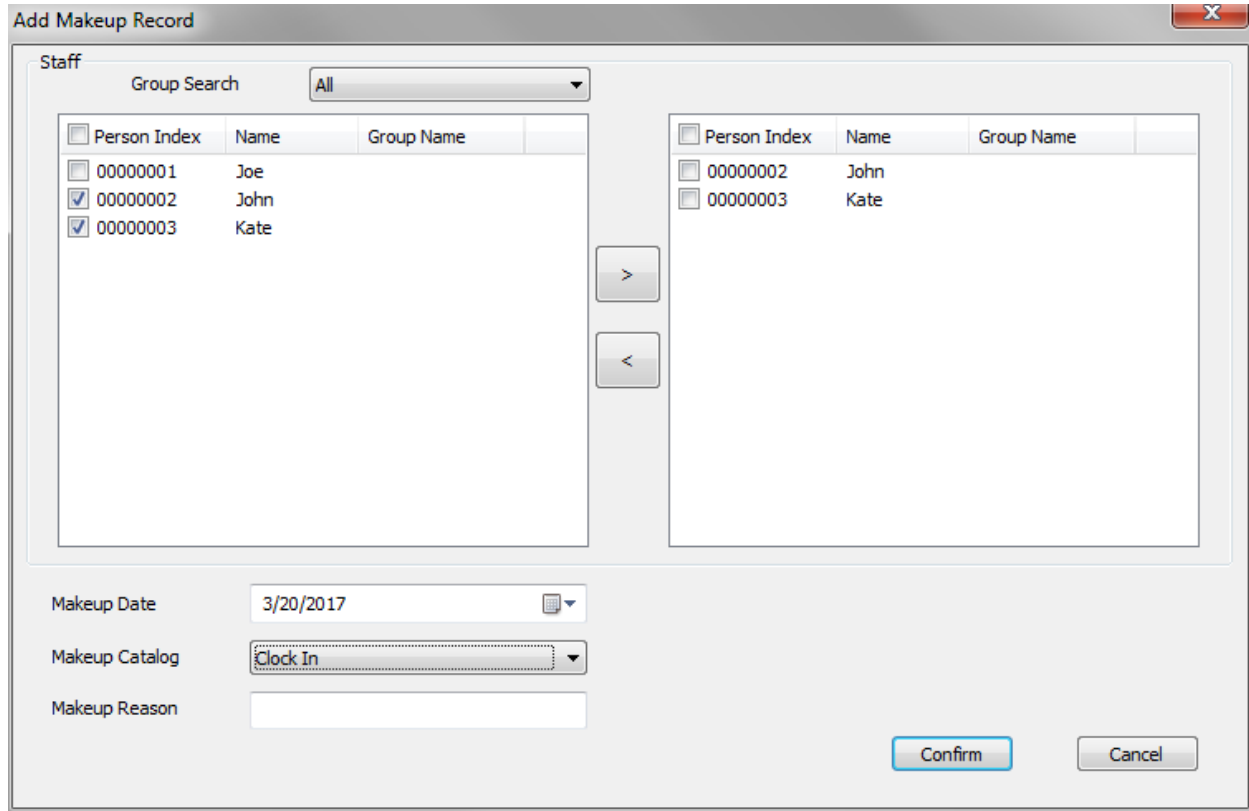 Add Makeup Record
X
Staff
Group Search All
Person Index Name Group Name
00000001 Joe
00000002 John
00000003 Kate
>
<
Person Index Name Group Name
00000002 John
00000003 Kate
Makeup Date 3/20/2017
Makeup Catalog Clock In
Makeup Reason
Confirm Cancel